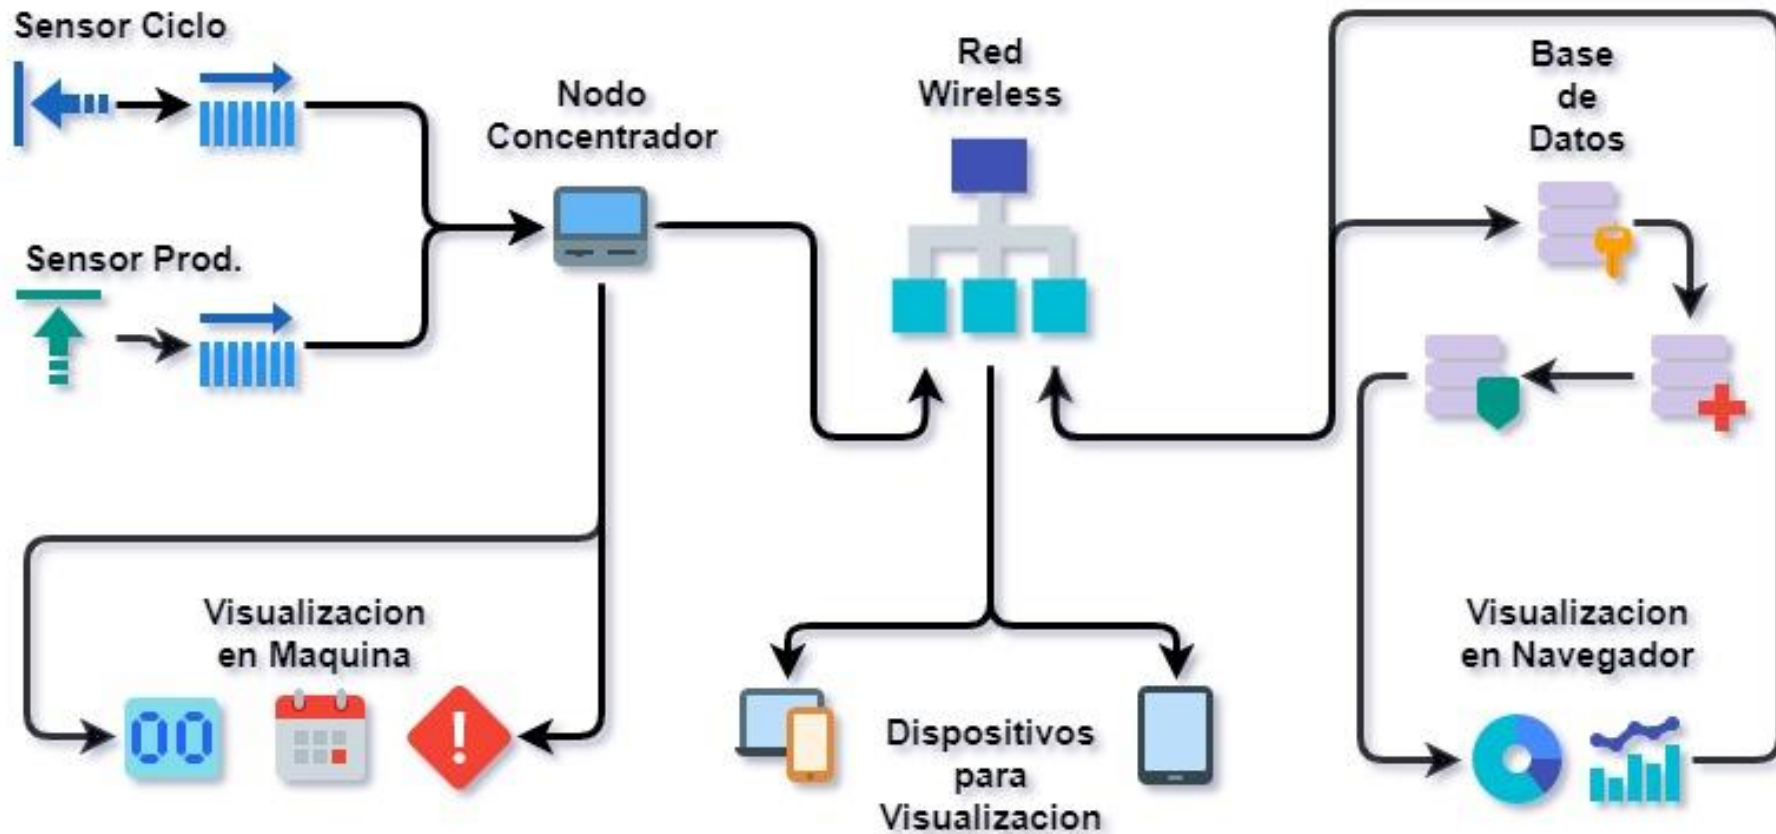 Sensor Ciclo
Nodo
Concentrador
Red
Wireless
Base
de
Datos
Sensor Prod.
Visualizacion
en Maquina
00
Dispositivos
para
Visualizacion
Visualizacion
en Navegador